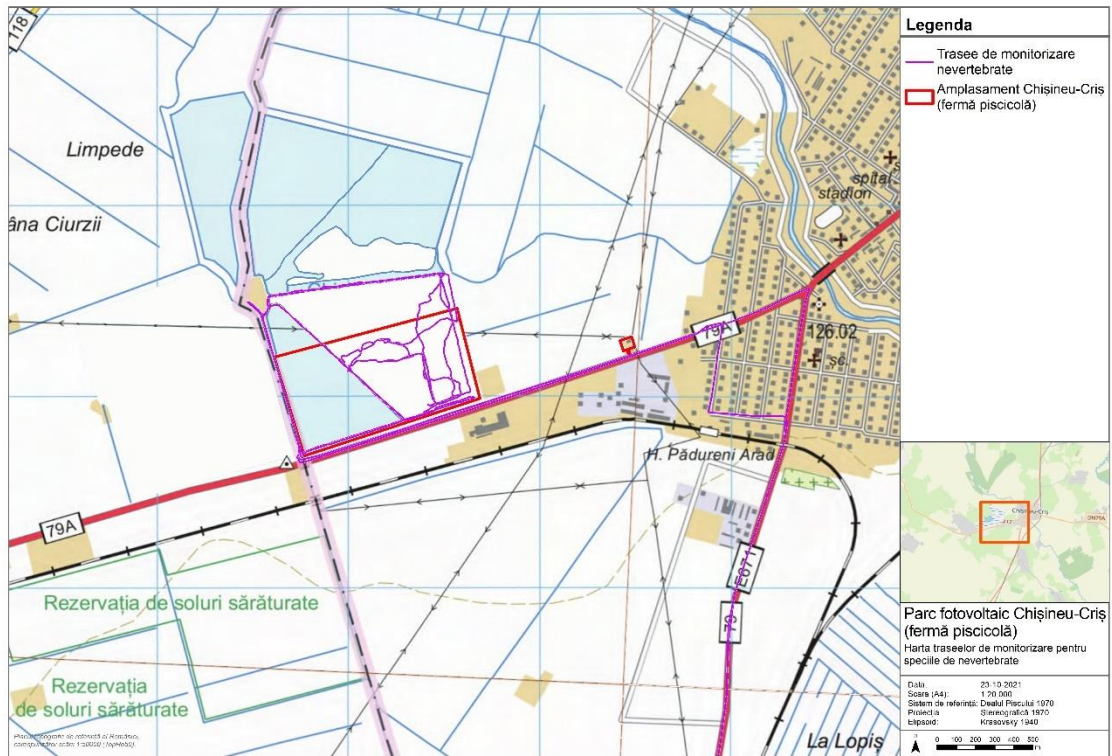 118
Limpede
âna Ciurzii
79A
79A
126.02
sc.
spital
stadion
H. Pădureni Arad
E671
79
Rezervația de soluri sărăturate
Rezervația
de soluri sărăturate
La Lopiș
Legenda
Trasee de monitorizare
nevertebrate
Amplasament Chișineu-Criș
(fermă piscicolă)
Chișineu-Criș
Parc fotovoltaic Chișineu-Criș
(fermă piscicolă)
Harta traseelor de monitorizare pentru
speciile de nevertebrate
Data: 23-10-2021
Scara (A4): 1:20.000
Sistem de referință: Dealul Piscului 1970
Proiecția Stereografică 1970
Elipsoid: Krasovsky 1940
0 100 200 300 400 500
m